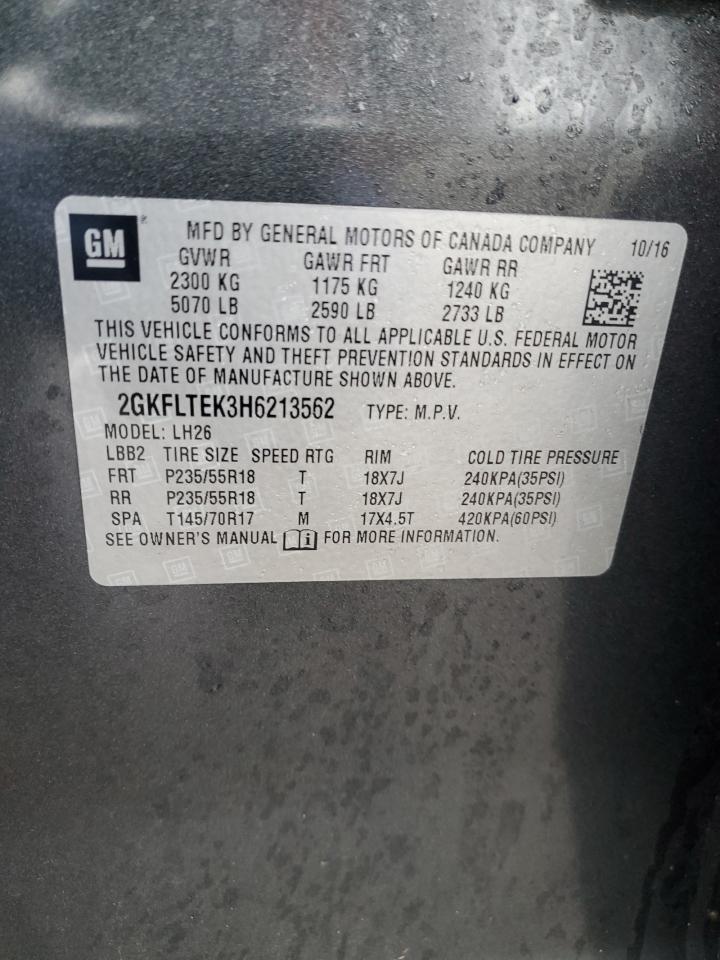 GM
MFD BY GENERAL MOTORS OF CANADA COMPANY 10/16
GVWR GAWR FRT GAWR RR
2300 KG 1175 KG 1240 KG
5070 LB 2590 LB 2733 LB
THIS VEHICLE CONFORMS TO ALL APPLICABLE U.S. FEDERAL MOTOR
VEHICLE SAFETY AND THEFT PREVENTION STANDARDS IN EFFECT ON
THE DATE OF MANUFACTURE SHOWN ABOVE.
2GKFLTEK3H6213562 TYPE: M.P.V.
MODEL: LH26
LBB2 TIRE SIZE SPEED RTG RIM COLD TIRE PRESSURE
FRT P235/55R18 T 18X7J 240KPA(35PSI)
RR P235/55R18 T 18X7J 240KPA(35PSI)
SPA T145/70R17 M 17X4.5T 420KPA(60PSI)
SEE OWNER'S MANUAL i FOR MORE INFORMATION.